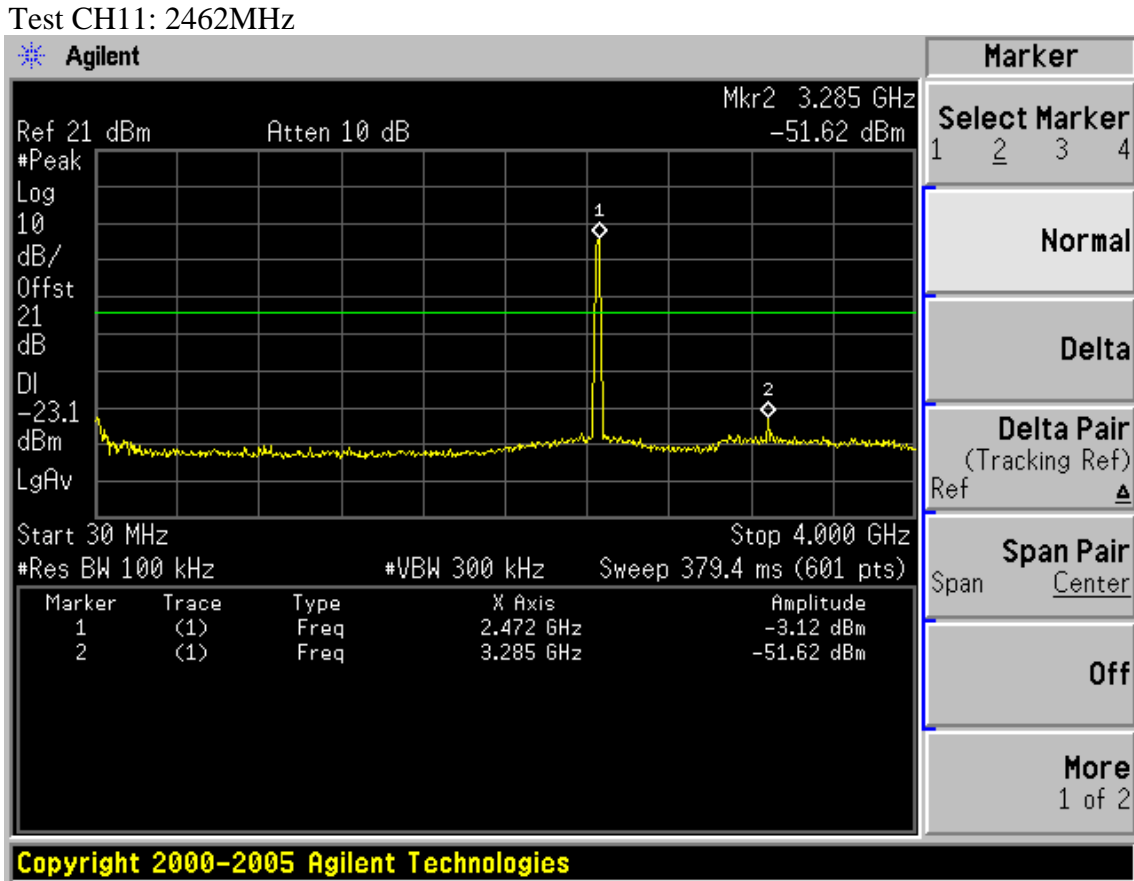 Test CH11: 2462MHz
Agilent
Mkr2 3.285 GHz
Ref 21 dBm Atten 10 dB -51.62 dBm
#Peak
Log
10
dB/
Offst
21
dB
DI
-23.1
dBm
LgAv
1
2
Start 30 MHz Stop 4.000 GHz
#Res BW 100 kHz #VBW 300 kHz Sweep 379.4 ms (601 pts)
Marker Trace Type X Axis Amplitude
1 (1) Freq 2.472 GHz -3.12 dBm
2 (1) Freq 3.285 GHz -51.62 dBm
Marker
Select Marker
1 2 3 4
Normal
Delta
Delta Pair
(Tracking Ref)
Ref Δ
Span Pair
Span Center
Off
More
1 of 2
Copyright 2000-2005 Agilent Technologies